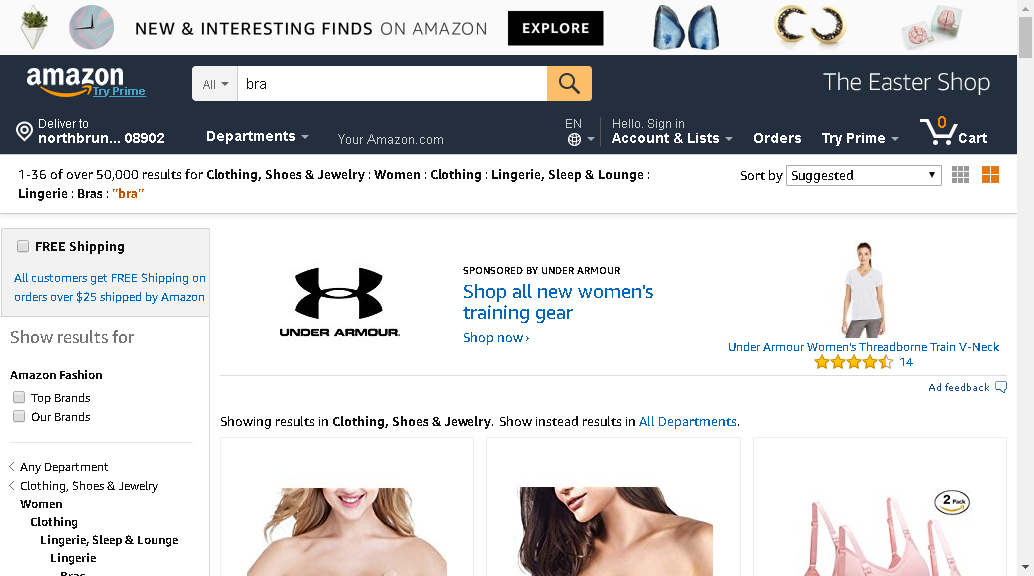 NEW & INTERESTING FINDS ON AMAZON EXPLORE
amazon
Try Prime
All
bra
The Easter Shop
Deliver to
northbrun... 08902
Departments
Your Amazon.com
EN
Hello. Sign in
Account & Lists
Orders
Try Prime
0
Cart
1-36 of over 50,000 results for Clothing, Shoes & Jewelry : Women : Clothing : Lingerie, Sleep & Lounge :
Lingerie : Bras : "bra"
Sort by Suggested
FREE Shipping
All customers get FREE Shipping on
orders over $25 shipped by Amazon
Show results for
Amazon Fashion
Top Brands
Our Brands
Any Department
Clothing, Shoes & Jewelry
Women
Clothing
Lingerie, Sleep & Lounge
Lingerie
Bras
UNDER ARMOUR.
SPONSORED BY UNDER ARMOUR
Shop all new women's
training gear
Shop now ›
Under Armour Women's Threadborne Train V-Neck
14
Ad feedback
Showing results in Clothing, Shoes & Jewelry. Show instead results in All Departments.
2 Pack